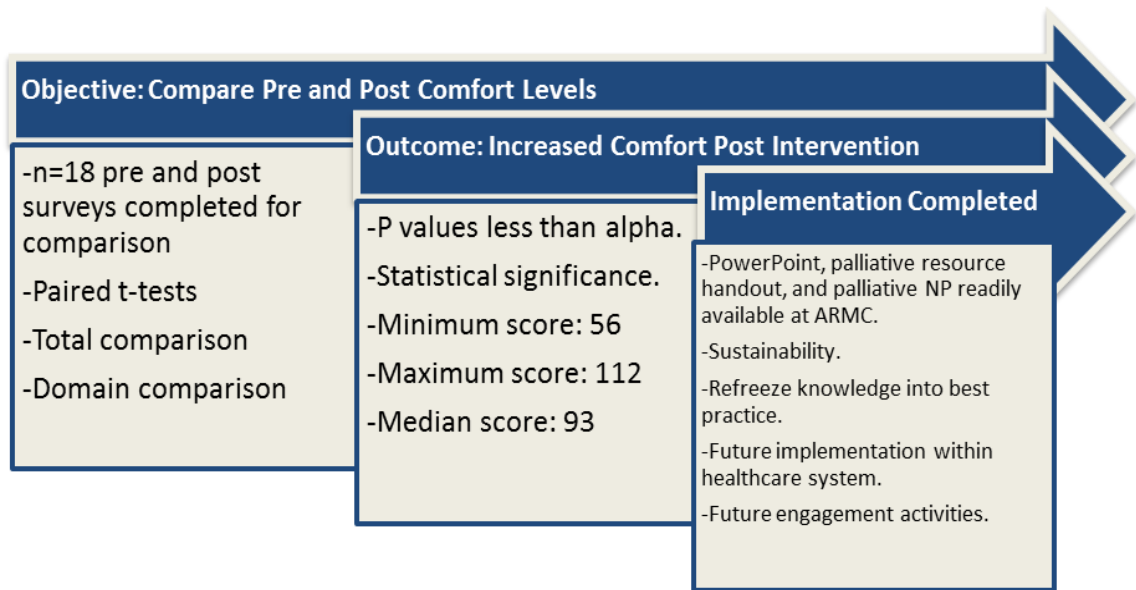 Objective: Compare Pre and Post Comfort Levels
-n=18 pre and post
surveys completed for
comparison
-Paired t-tests
-Total comparison
-Domain comparison
Outcome: Increased Comfort Post Intervention
-P values less than alpha.
-Statistical significance.
-Minimum score: 56
-Maximum score: 112
-Median score: 93
Implementation Completed
-PowerPoint, palliative resource
handout, and palliative NP readily
available at ARMC.
-Sustainability.
-Refreeze knowledge into best
practice.
-Future implementation within
healthcare system.
-Future engagement activities.